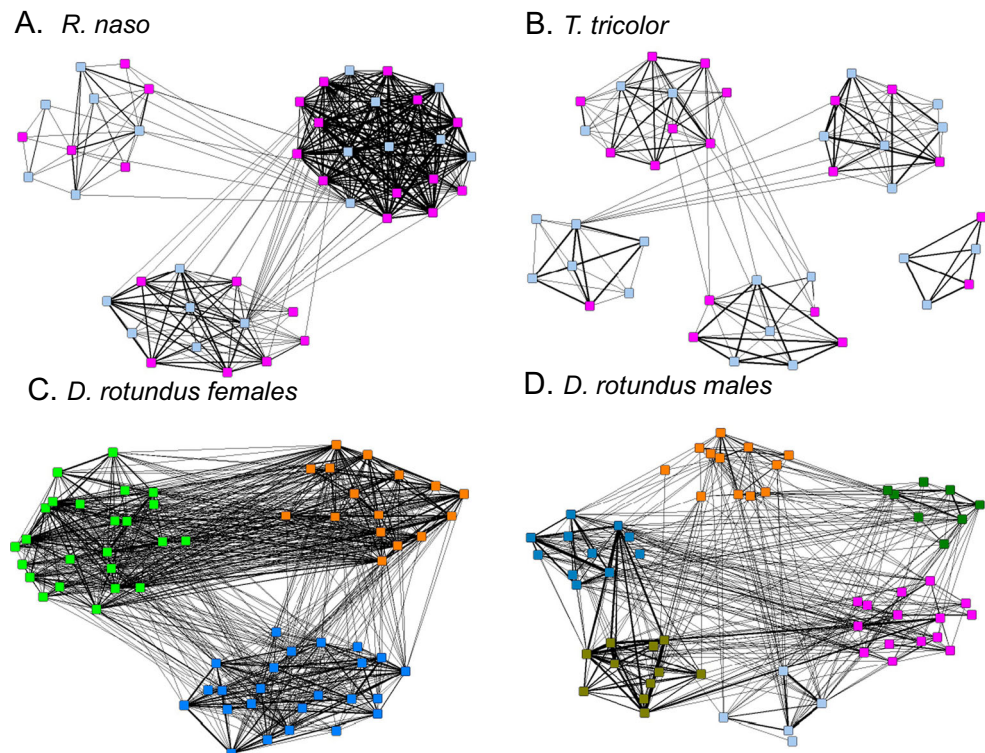 A. R. naso
B. T. tricolor
C. D. rotundus females
D. D. rotundus males